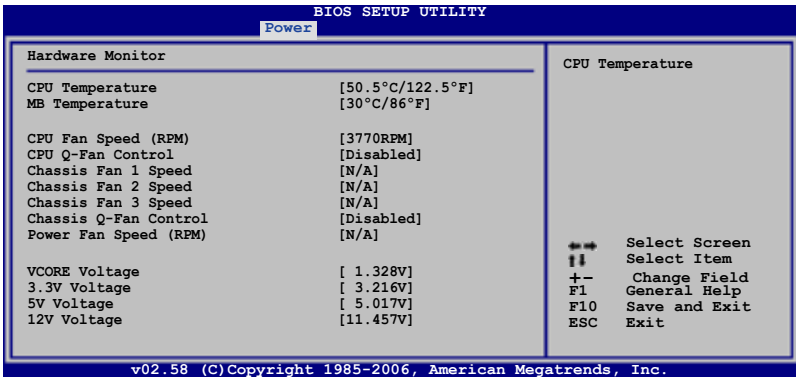 BIOS SETUP UTILITY
Power
Hardware Monitor
CPU Temperature [50.5°C/122.5°F]
MB Temperature [30°C/86°F]
CPU Fan Speed (RPM) [3770RPM]
CPU Q-Fan Control [Disabled]
Chassis Fan 1 Speed [N/A]
Chassis Fan 2 Speed [N/A]
Chassis Fan 3 Speed [N/A]
Chassis Q-Fan Control [Disabled]
Power Fan Speed (RPM) [N/A]
VCORE Voltage [ 1.328V]
3.3V Voltage [ 3.216V]
5V Voltage [ 5.017V]
12V Voltage [11.457V]
CPU Temperature
←→ Select Screen
↑↓ Select Item
+- Change Field
F1 General Help
F10 Save and Exit
ESC Exit
v02.58 (C)Copyright 1985-2006, American Megatrends, Inc.